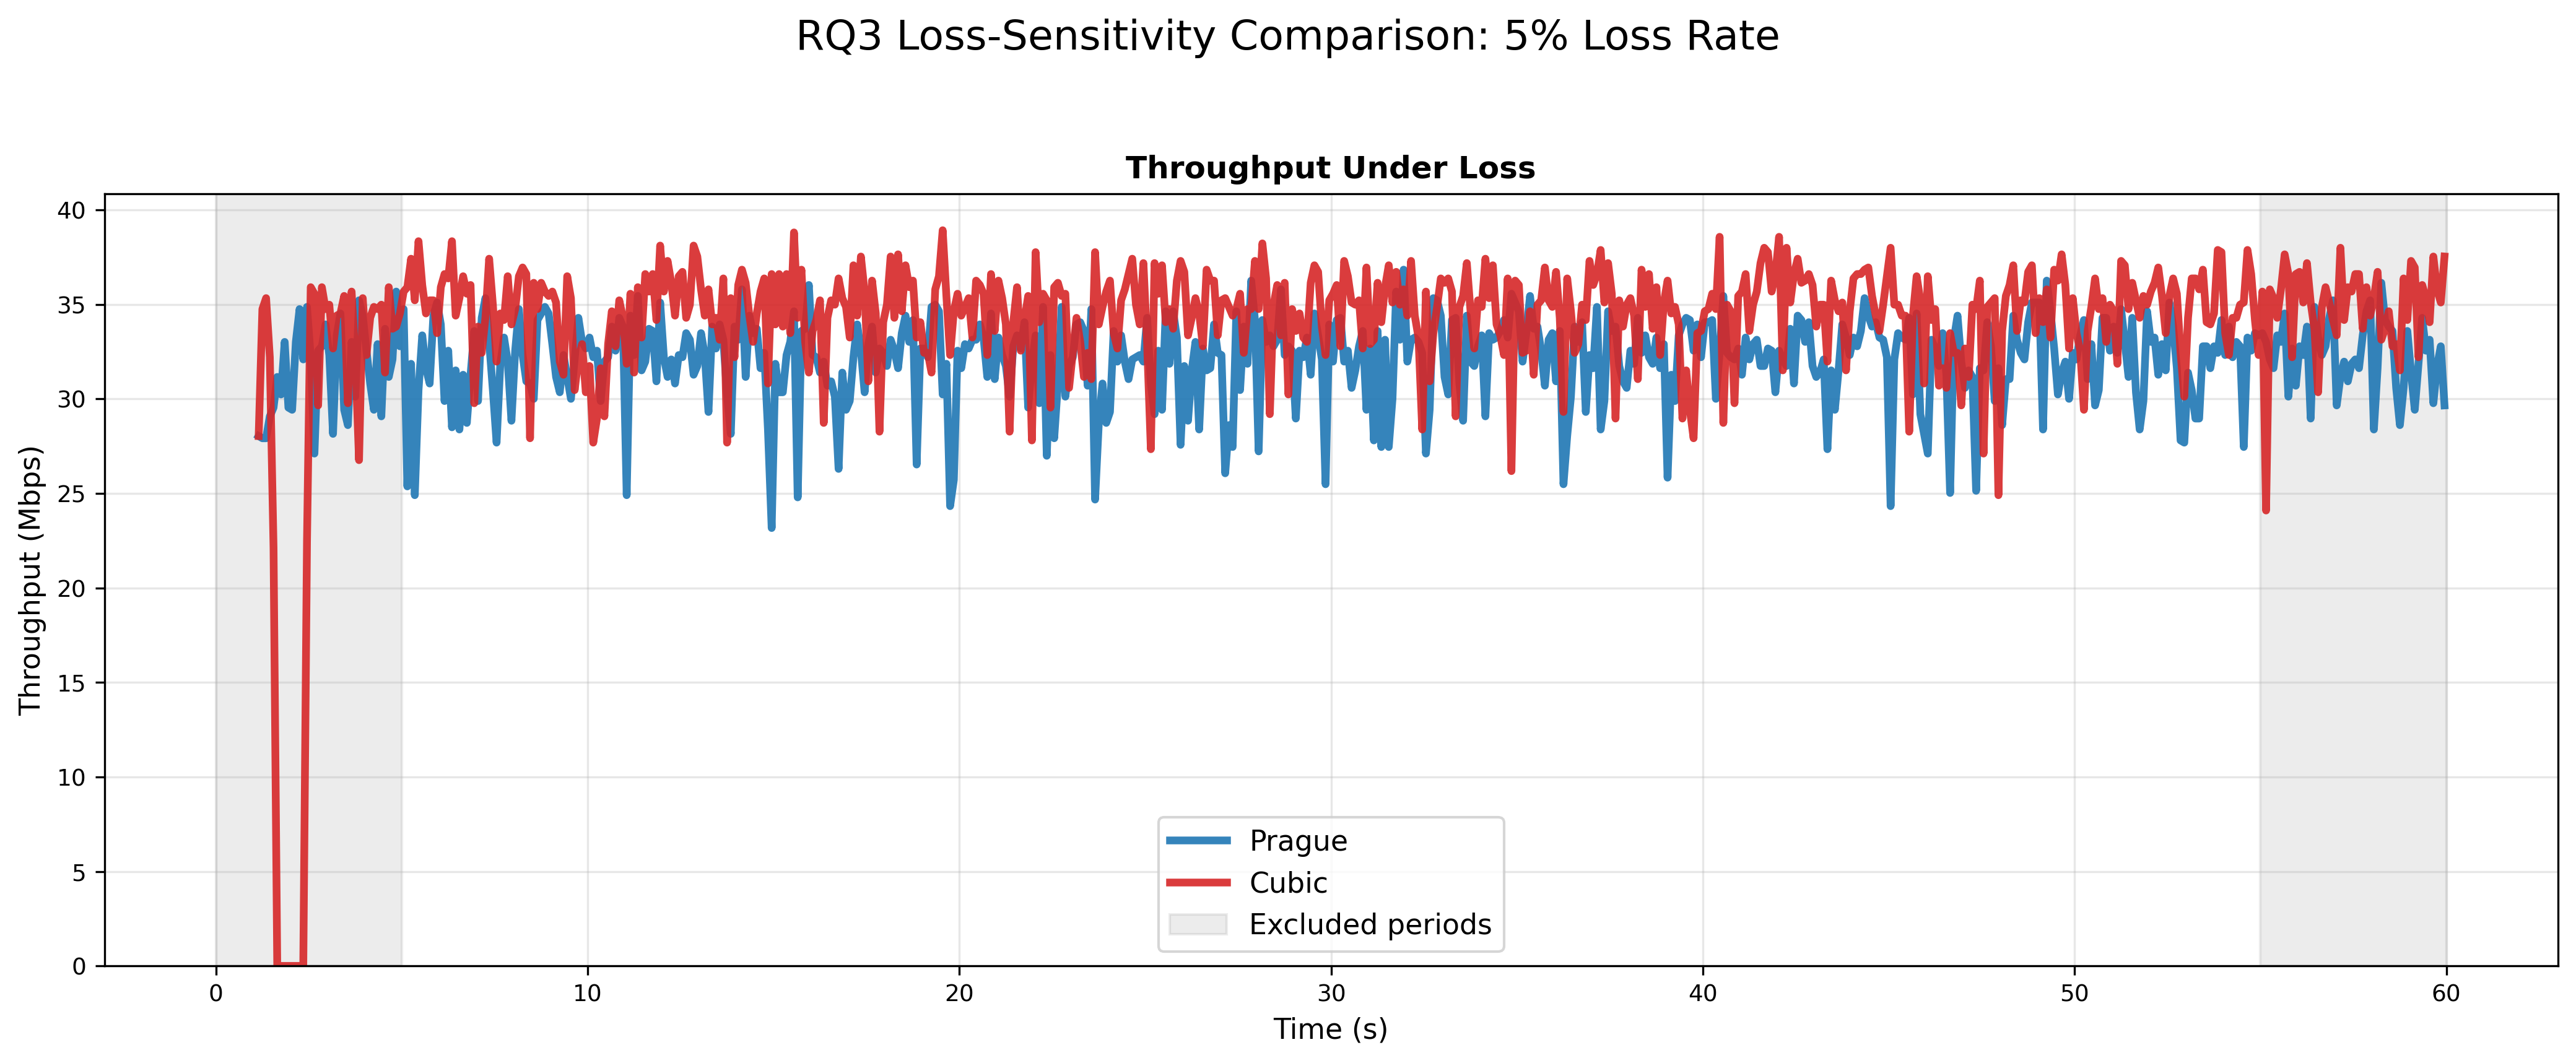 RQ3 Loss-Sensitivity Comparison: 5% Loss Rate
Throughput Under Loss
Throughput (Mbps)
40
35
30
25
20
15
10
5
0
Prague
Cubic
Excluded periods
0 10 20 30 40 50 60
Time (s)